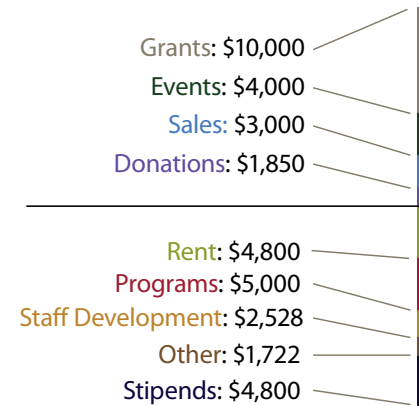 Grants: $10,000
Events: $4,000
Sales: $3,000
Donations: $1,850
Rent: $4,800
Programs: $5,000
Staff Development: $2,528
Other: $1,722
Stipends: $4,800